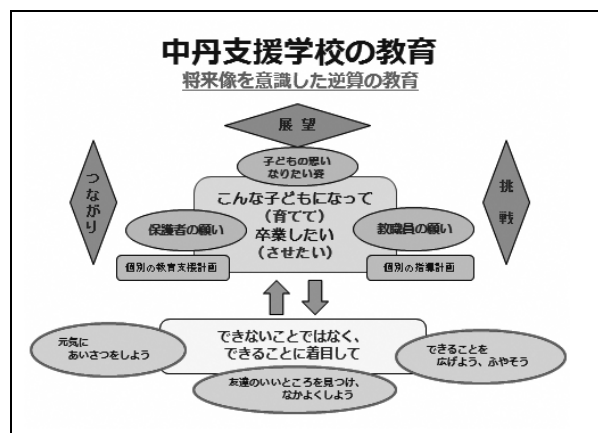 中丹支援学校の教育
将来像を意識した逆算の教育
展望
つながり
挑戦
子どもの思い
なりたい姿
こんな子どもになって
(育てて)
卒業したい
(させたい)
保護者の願い
教職員の願い
個別の教育支援計画
個別の指導計画
できないことではなく、
できることに着目して
元気に
あいさつをしよう
友達のいいところを見つけ、
なかよくしよう
できることを
広げよう、ふやそう